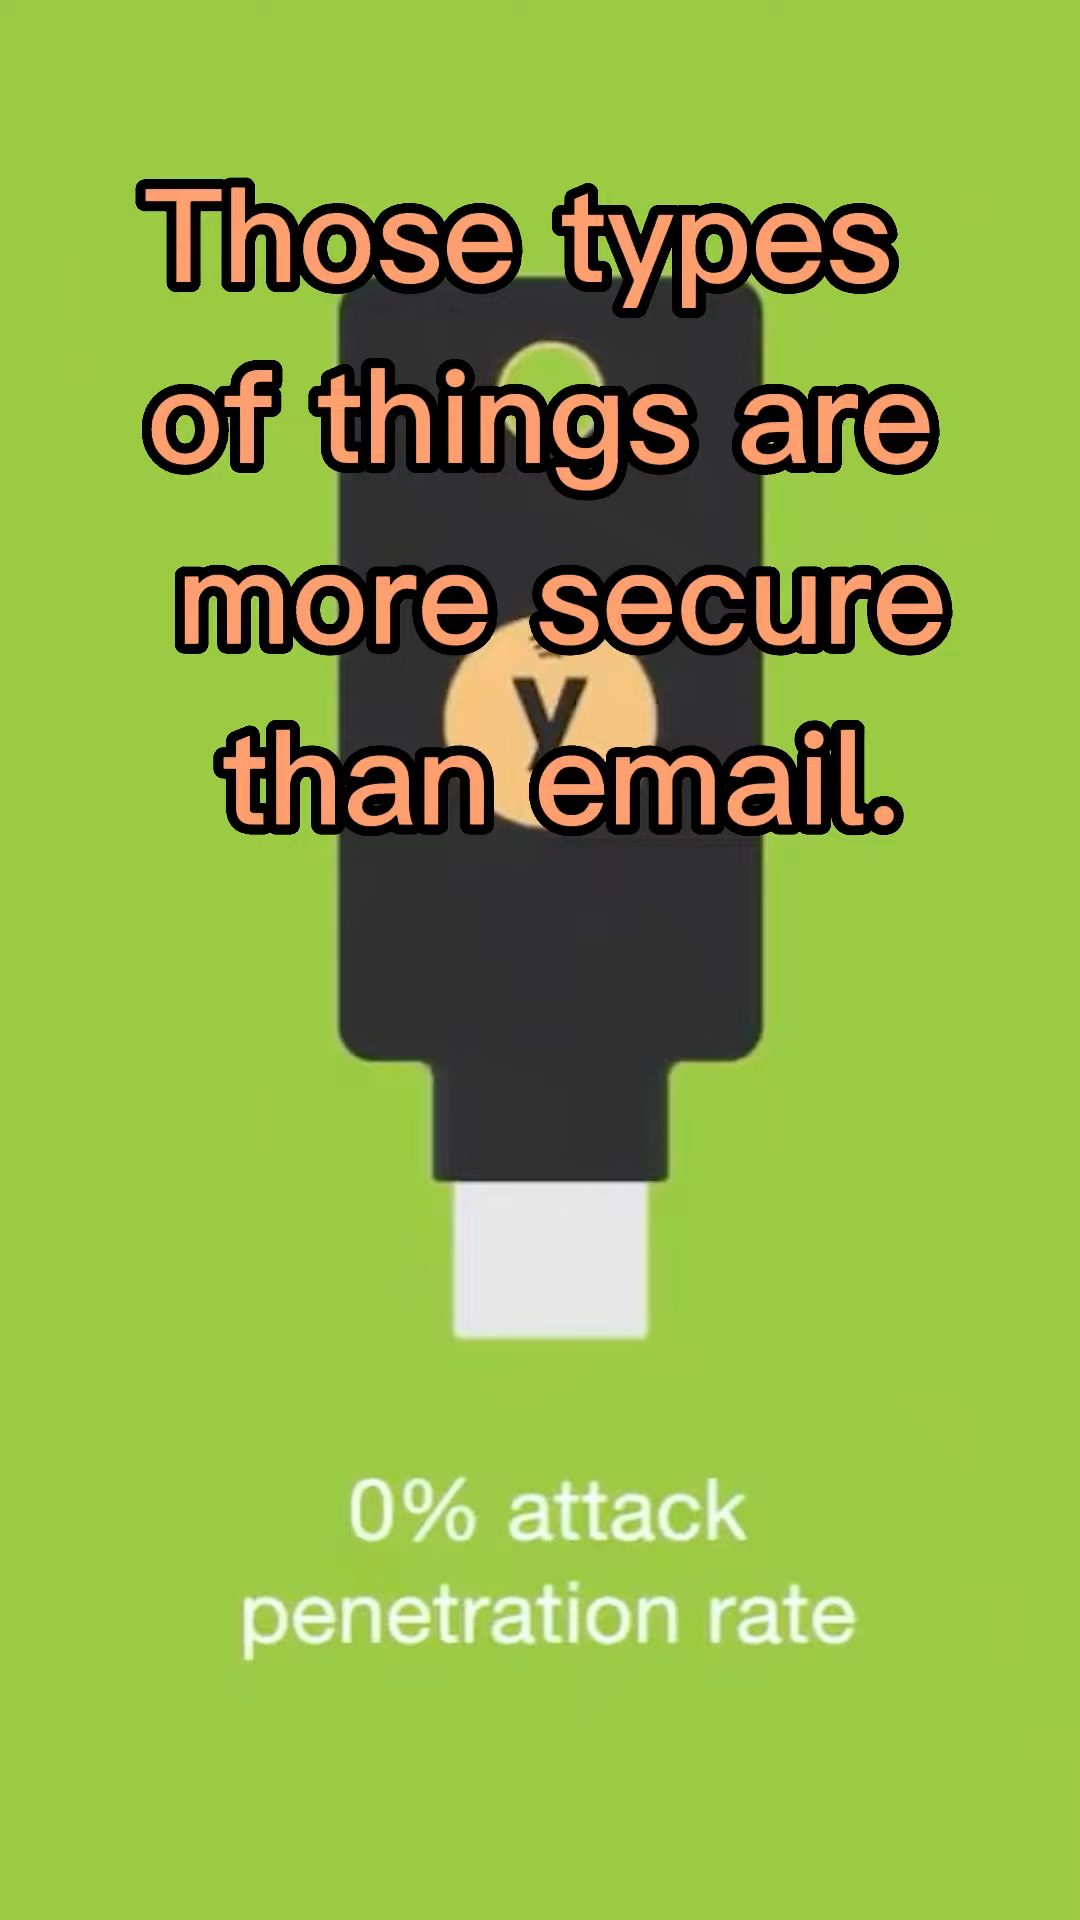 Those types
of things are
more secure
y
than email.
0% attack
penetration rate